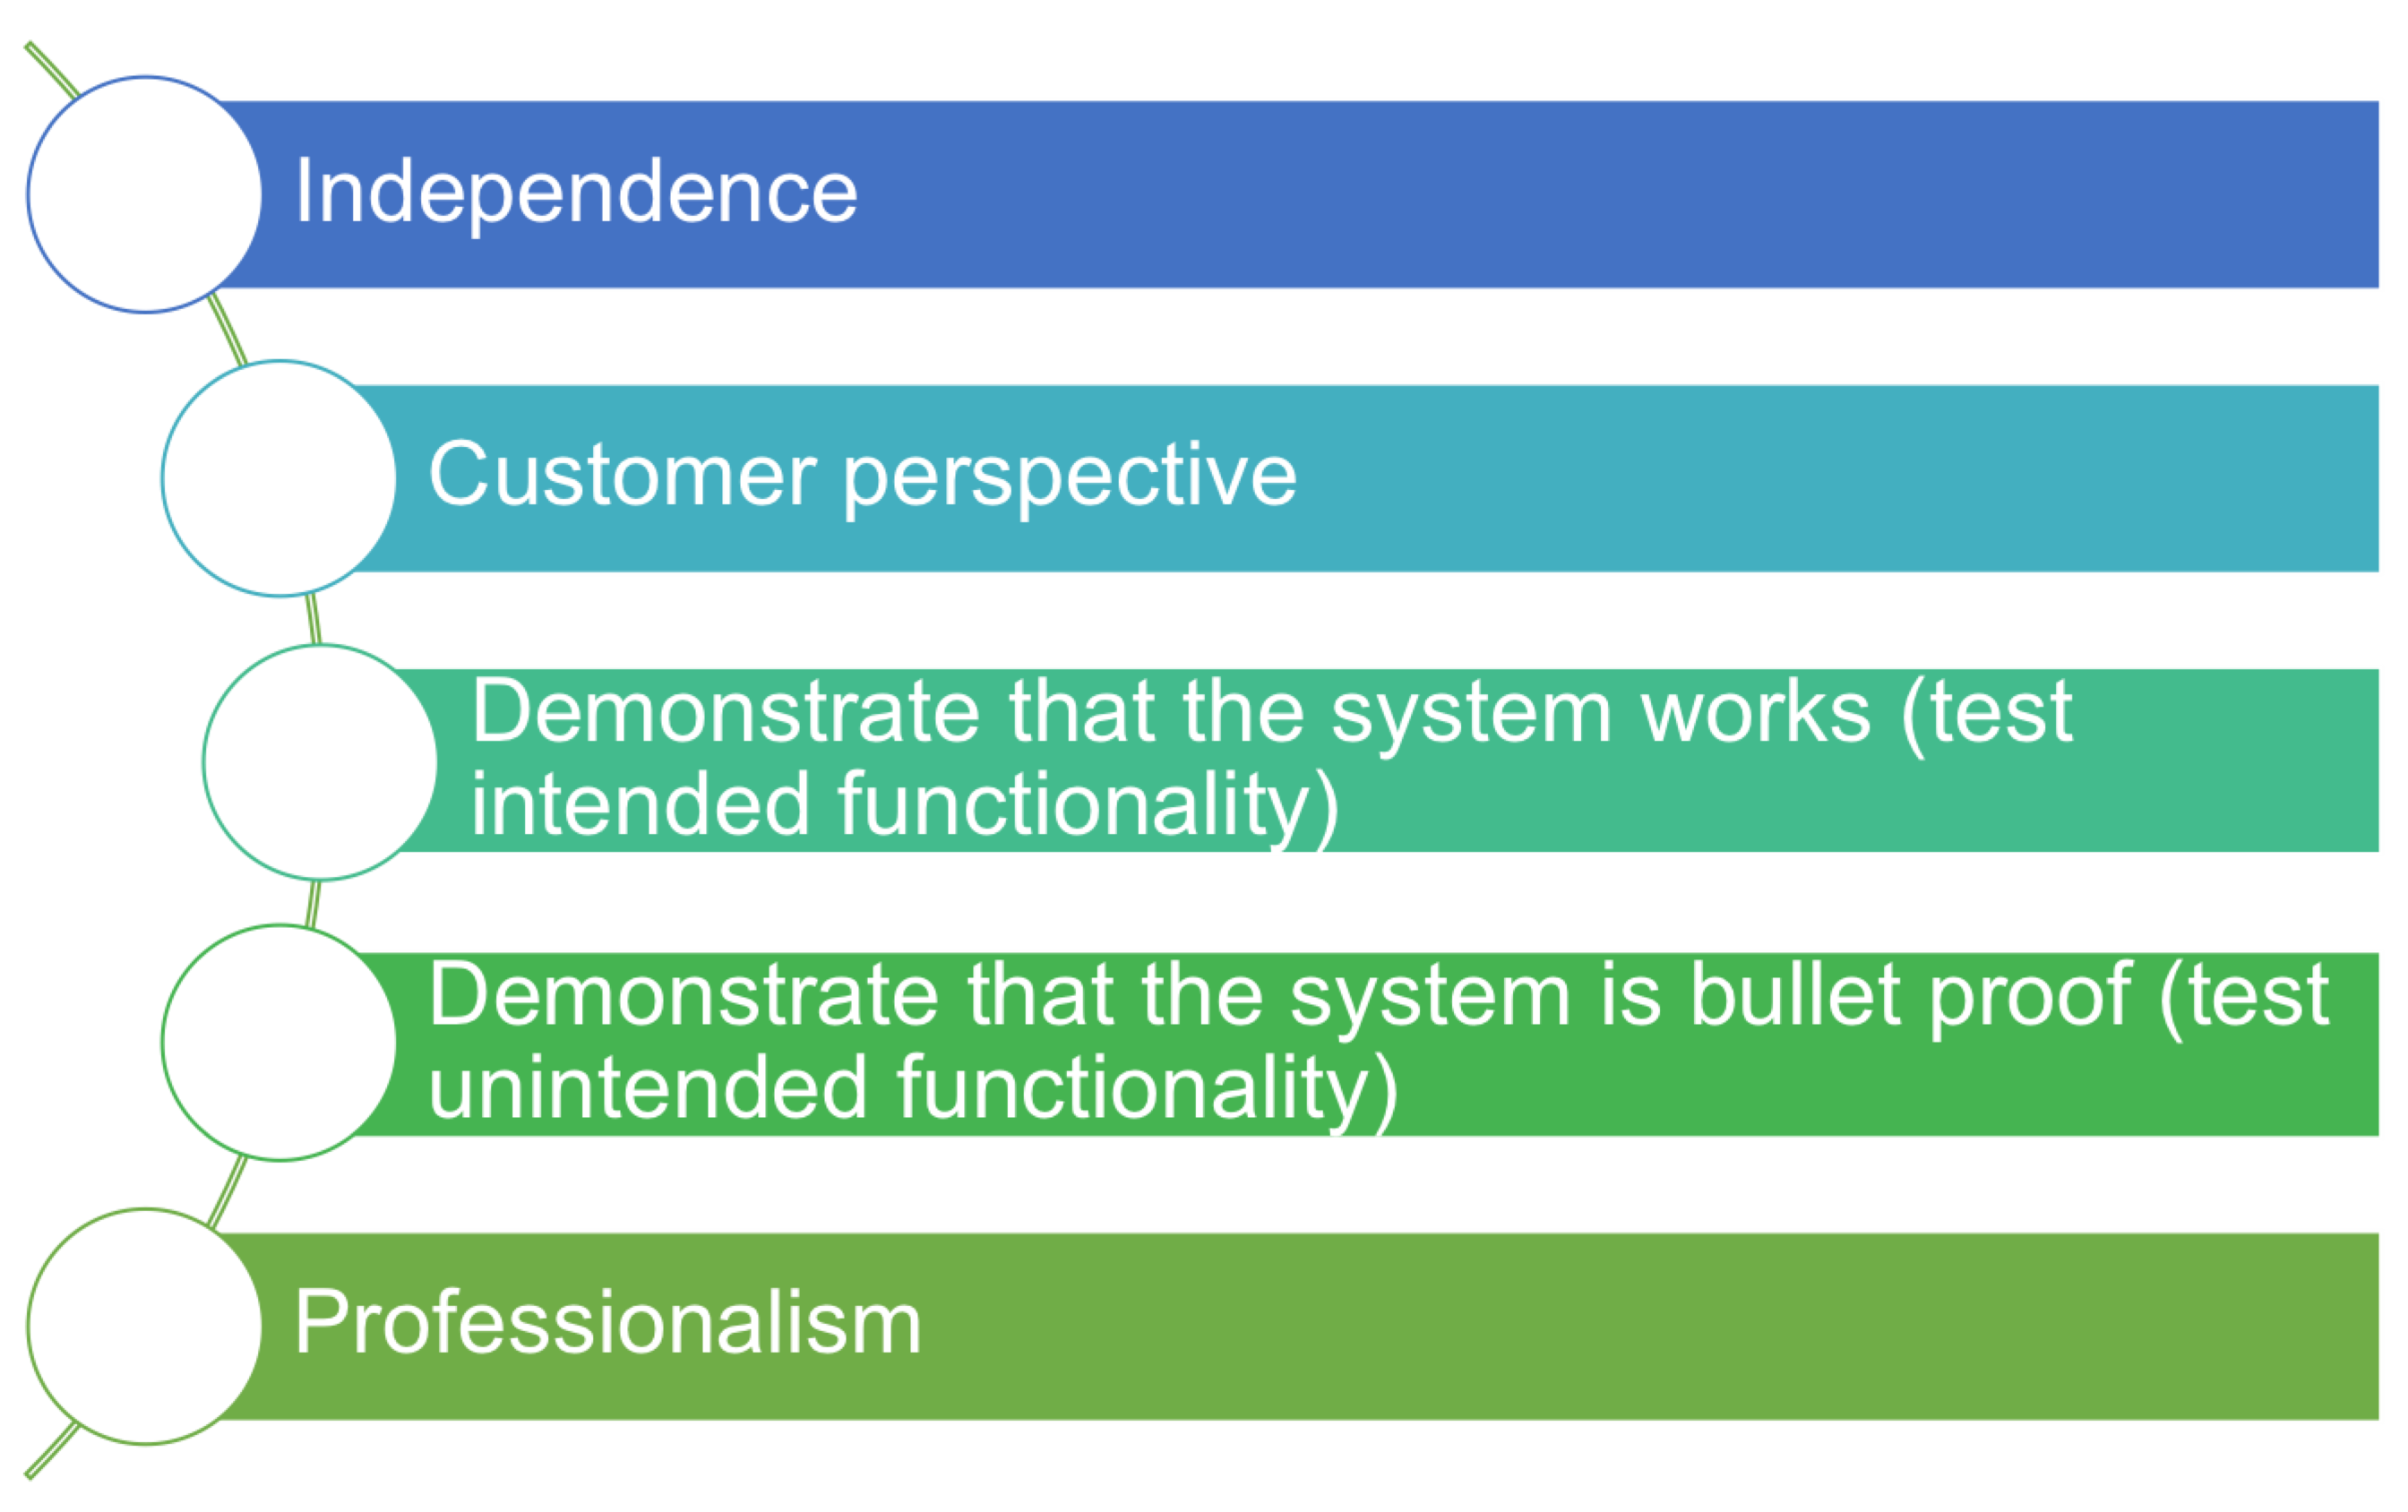 Independence
Customer perspective
Demonstrate that the system works (test
intended functionality)
Demonstrate that the system is bullet proof (test
unintended functionality)
Professionalism